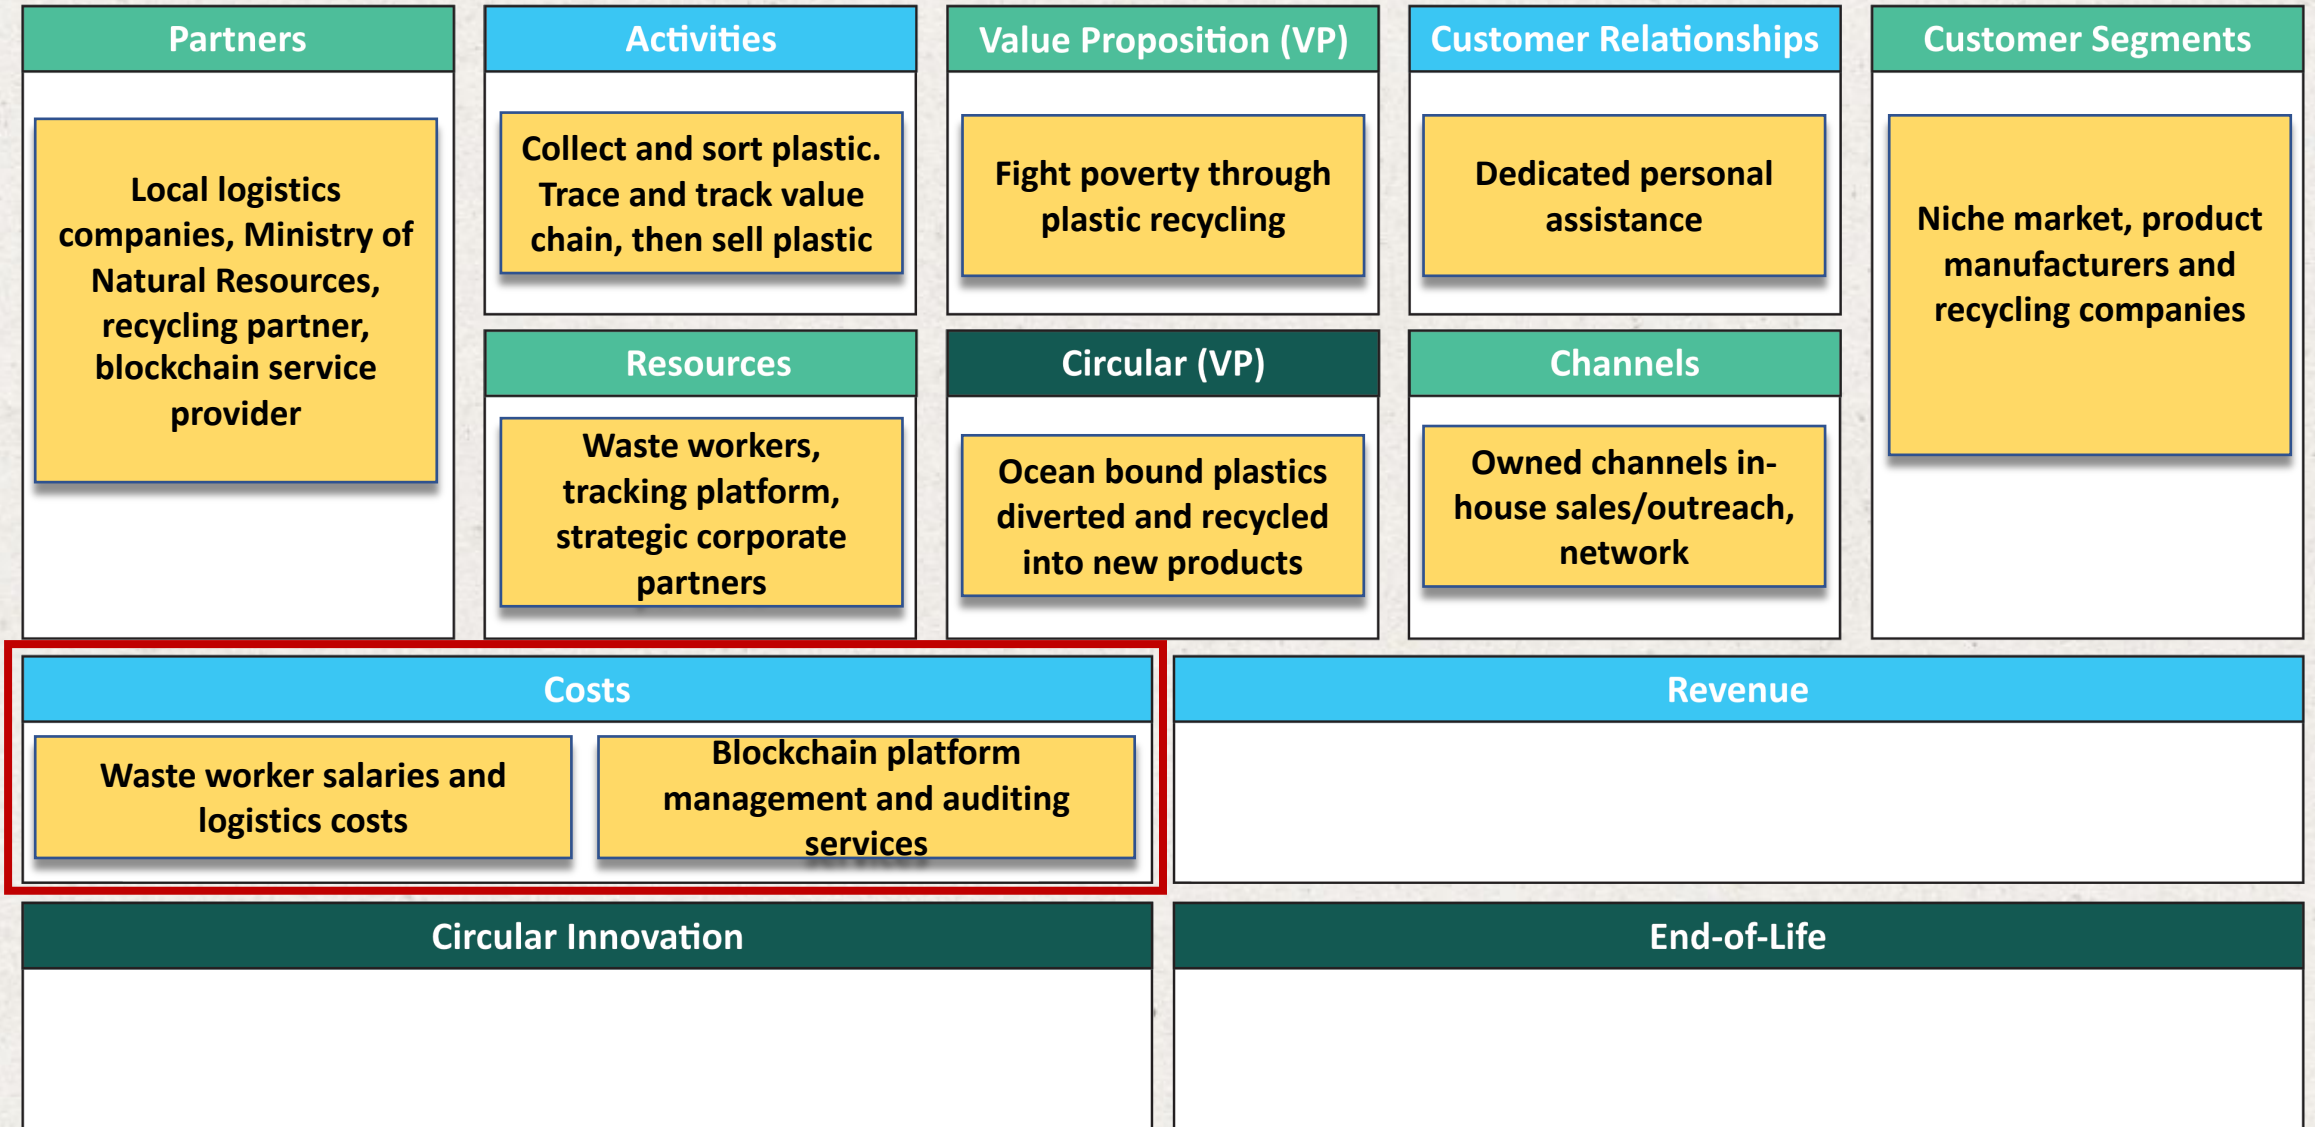 Partners
Local logistics
companies, Ministry of
Natural Resources,
recycling partner,
blockchain service
provider
Activities
Collect and sort plastic.
Trace and track value
chain, then sell plastic
Resources
Waste workers,
tracking platform,
strategic corporate
partners
Value Proposition (VP)
Fight poverty through
plastic recycling
Circular (VP)
Ocean bound plastics
diverted and recycled
into new products
Customer Relationships
Dedicated personal
assistance
Channels
Owned channels in-
house sales/outreach,
network
Customer Segments
Niche market, product
manufacturers and
recycling companies
Costs
Waste worker salaries and
logistics costs
Blockchain platform
management and auditing
services
Revenue
Circular Innovation
End-of-Life